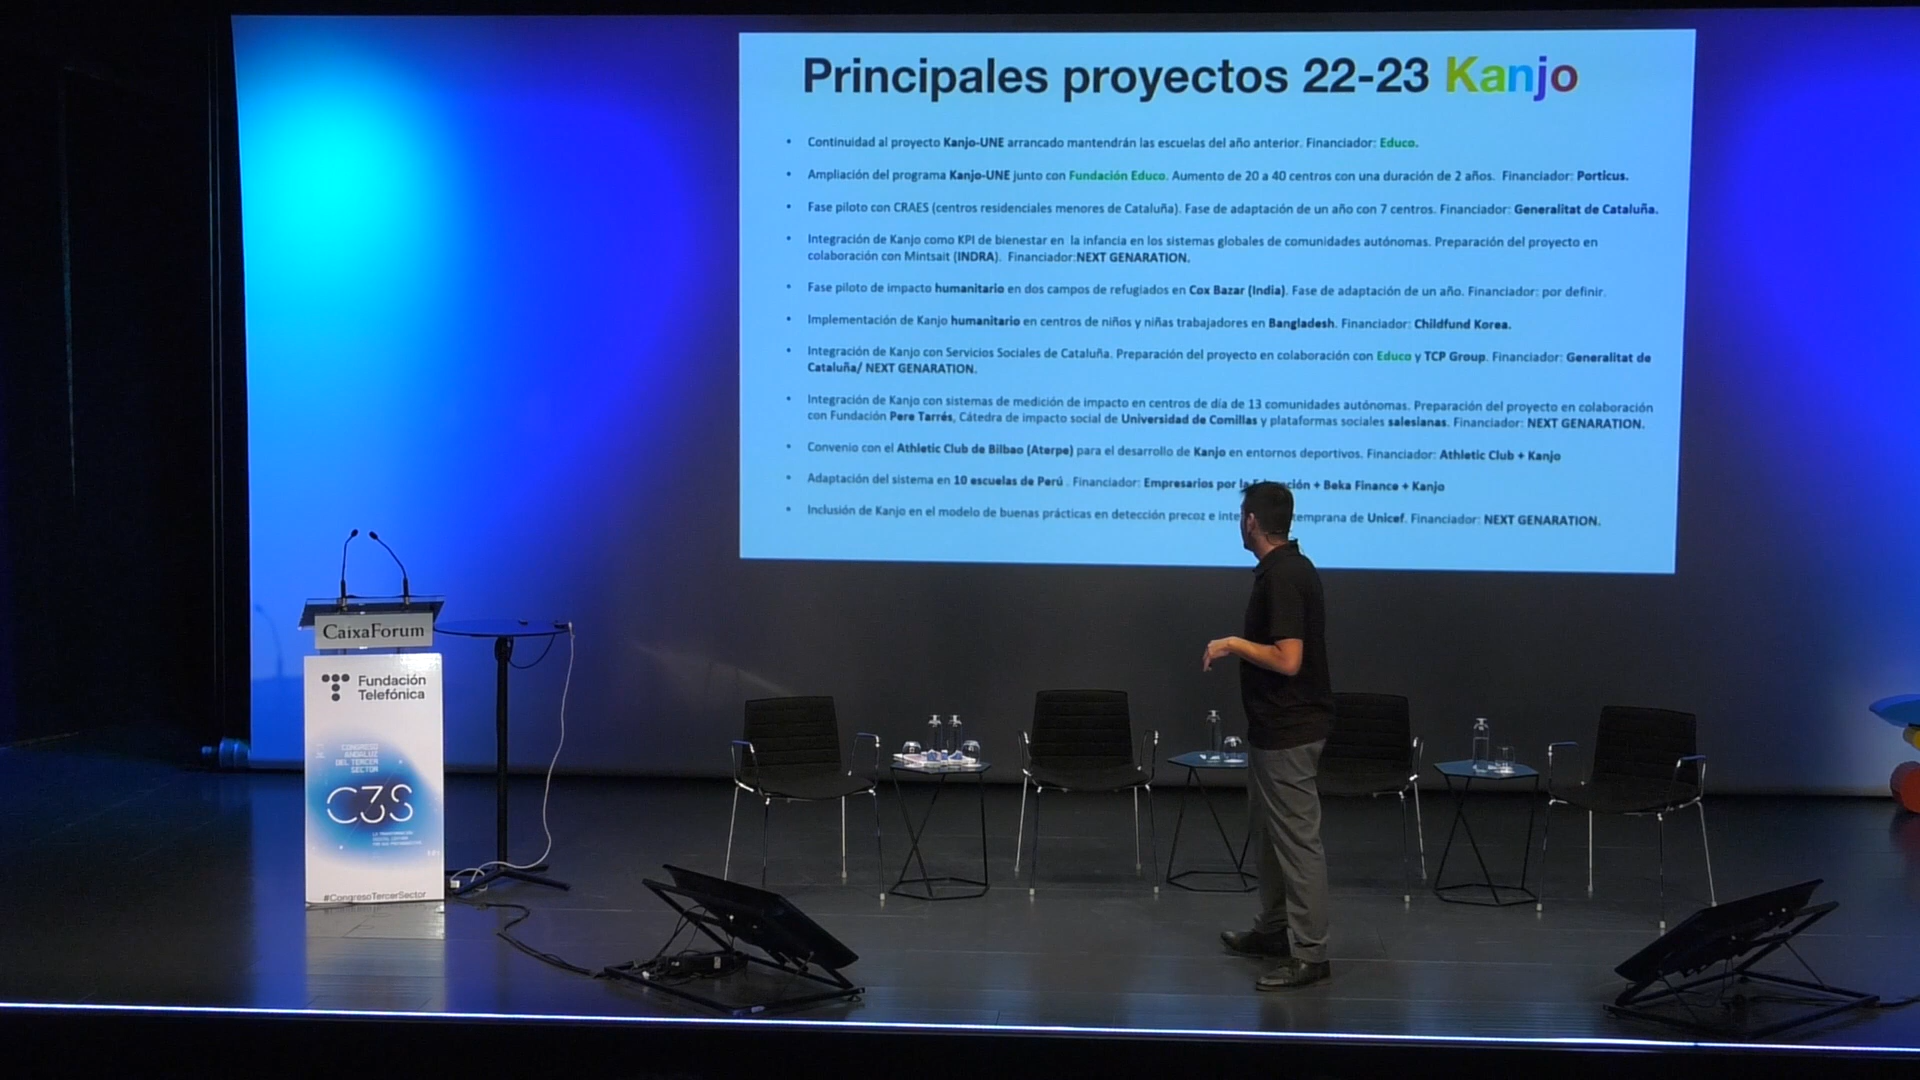 Principales proyectos 22-23 Kanjo
• Continuidad al proyecto Kanjo-UNE arrancado mantendrán las escuelas del año anterior. Financiador: Educo.
• Ampliación del programa Kanjo-UNE junto con Fundación Educo. Aumento de 20 a 40 centros con una duración de 2 años. Financiador: Porticus.
• Fase piloto con CRAES (centros residenciales menores de Cataluña). Fase de adaptación de un año con 7 centros. Financiador: Generalitat de Cataluña.
• Integración de Kanjo como KPI de bienestar en la infancia en los sistemas globales de comunidades autónomas. Preparación del proyecto en
colaboración con Mintsait (INDRA). Financiador:NEXT GENARATION.
• Fase piloto de impacto humanitario en dos campos de refugiados en Cox Bazar (India). Fase de adaptación de un año. Financiador: por definir.
• Implementación de Kanjo humanitario en centros de niños y niñas trabajadores en Bangladesh. Financiador: Childfund Korea.
• Integración de Kanjo con Servicios Sociales de Cataluña. Preparación del proyecto en colaboración con Educo y TCP Group. Financiador: Generalitat de
Cataluña/ NEXT GENARATION.
• Integración de Kanjo con sistemas de medición de impacto en centros de día de 13 comunidades autónomas. Preparación del proyecto en colaboración
con Fundación Pere Tarrés, Cátedra de impacto social de Universidad de Comillas y plataformas sociales salesianas. Financiador: NEXT GENARATION.
• Convenio con el Athletic Club de Bilbao (Aterpe) para el desarrollo de Kanjo en entornos deportivos. Financiador: Athletic Club + Kanjo
• Adaptación del sistema en 10 escuelas de Perú . Financiador: Empresarios por la + Beka Finance + Kanjo
• Inclusión de Kanjo en el modelo de buenas prácticas en detección precoz e temprana de Unicef. Financiador: NEXT GENARATION.
CaixaForum
Fundación
Telefónica
CONGRESO
ANDALUZ
DEL TERCER
SECTOR
C3S
#CongresoTercerSector